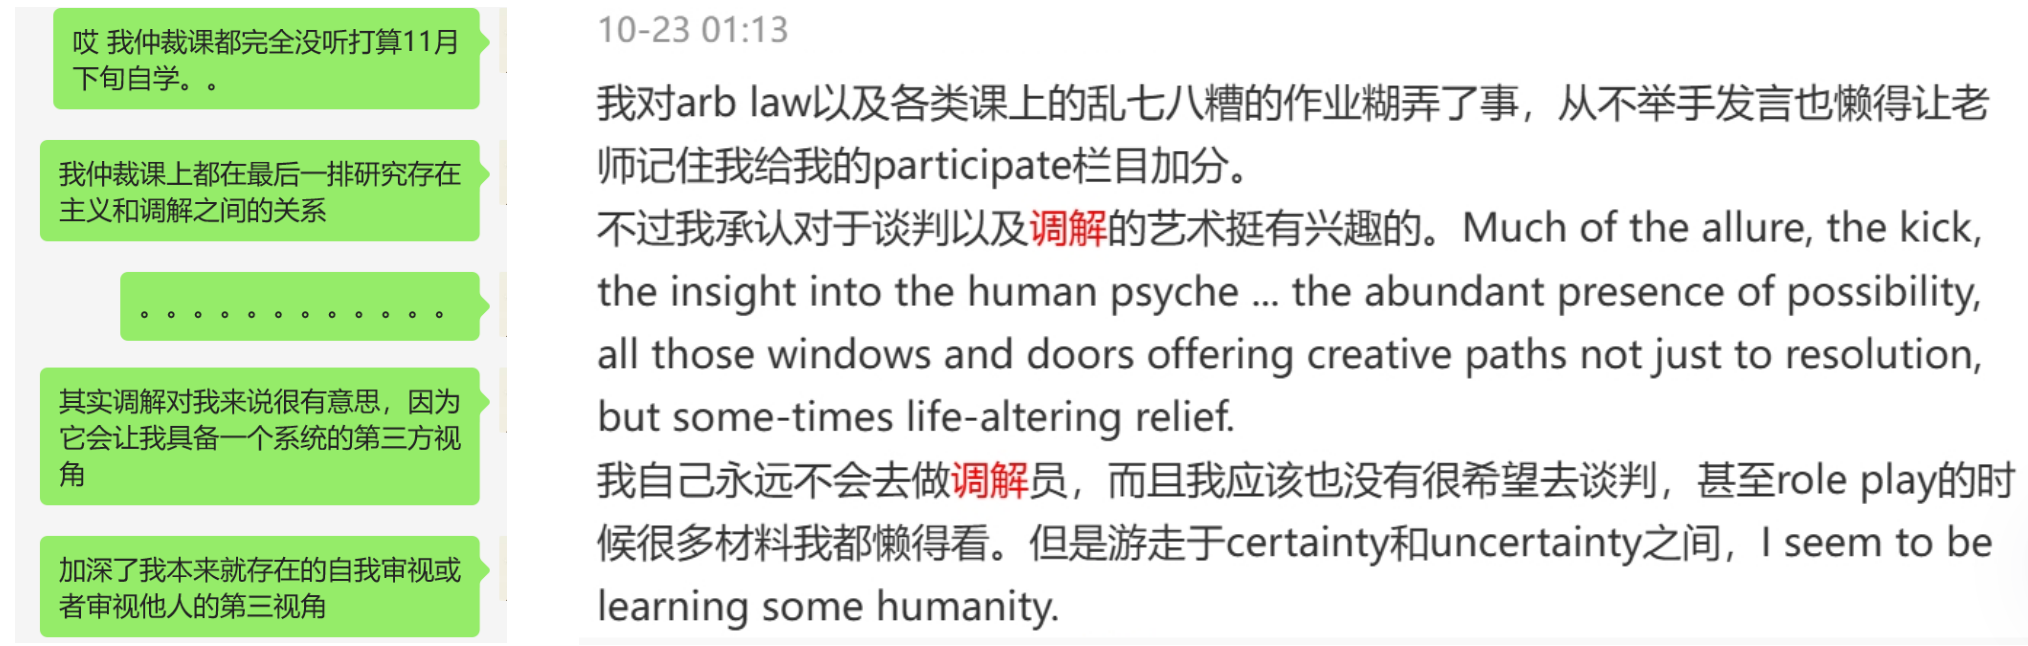 哎 我仲裁课都完全没听打算11月
下旬自学。。
我仲裁课上都在最后一排研究存在
主义和调解之间的关系
。。。。。。。。。。。。
其实调解对我来说很有意思，因为
它会让我具备一个系统的第三方视
角
加深了我本来就存在的自我审视或
者审视他人的第三视角
10-23 01:13
我对arb law以及各类课上的乱七八糟的作业糊弄了事，从不举手发言也懒得让老
师记住我给我的participate栏目加分。
不过我承认对于谈判以及调解的艺术挺有兴趣的。Much of the allure, the kick,
the insight into the human psyche ... the abundant presence of possibility,
all those windows and doors offering creative paths not just to resolution,
but some-times life-altering relief.
我自己永远不会去做调解员，而且我应该也没有很希望去谈判，甚至role play的时
候很多材料我都懒得看。但是游走于certainty和uncertainty之间，I seem to be
learning some humanity.